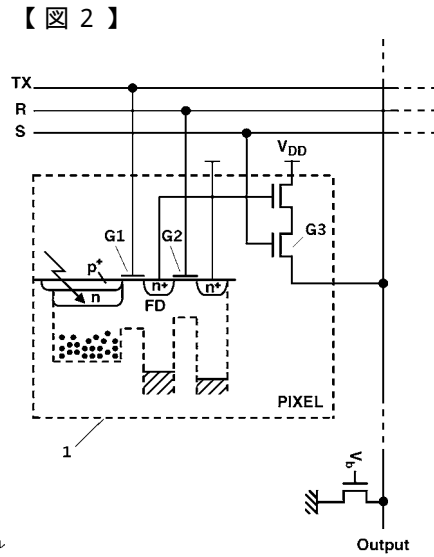 【図2】
TX
R
S
VDD
G1
G2
G3
p+
n
n+
n+
FD
PIXEL
1
Vb
Output